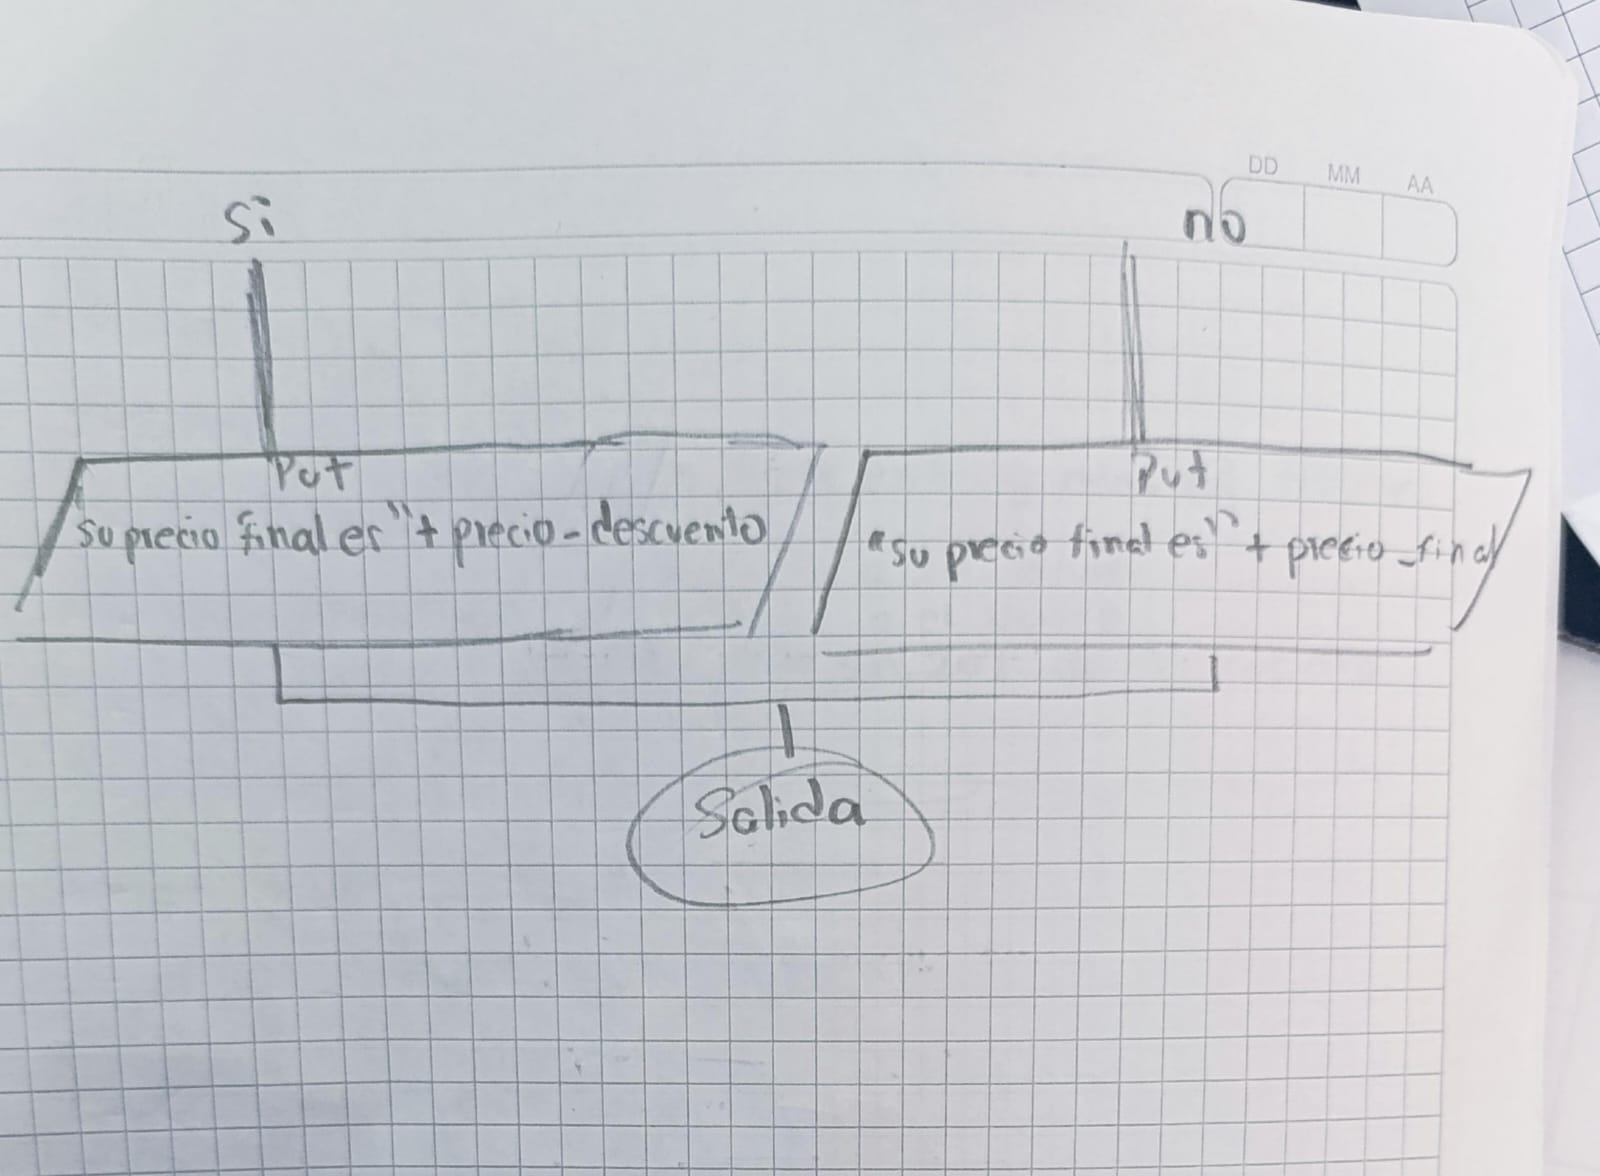 DD MM AA
Si no
Put
su precio final es" + precio-descuento
Put
"su precio final es" + precio_final
Salida